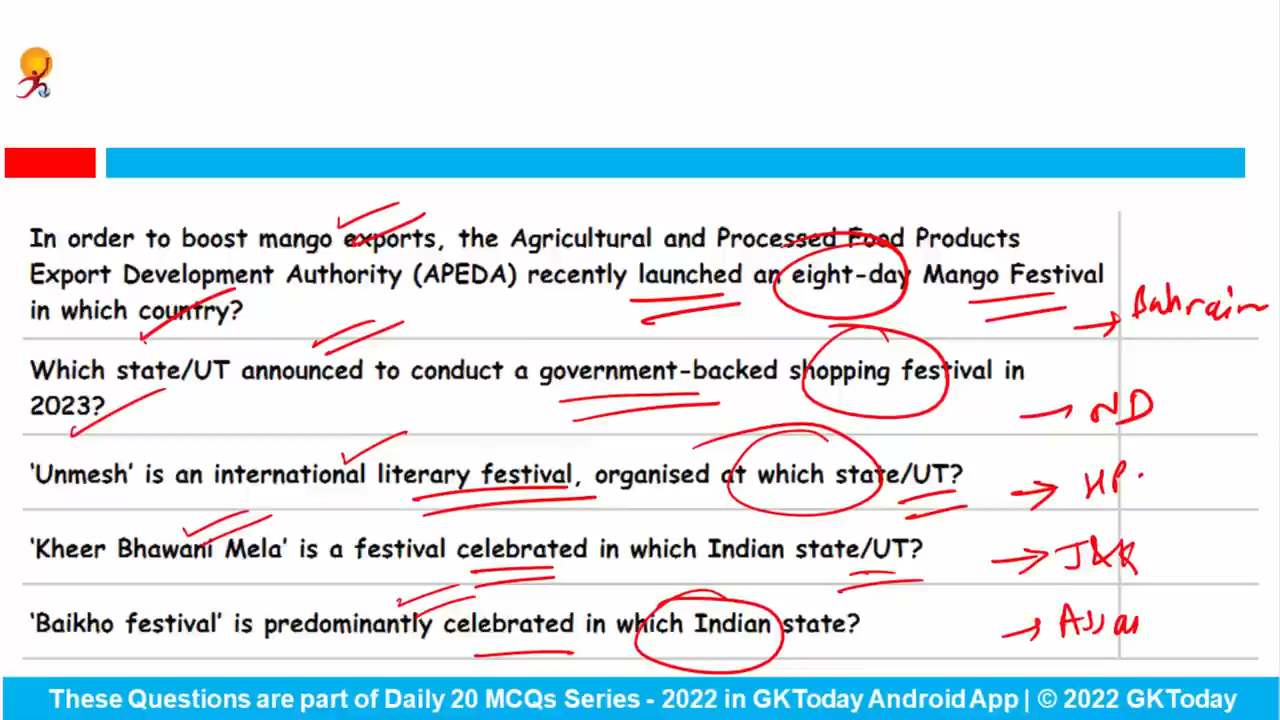 In order to boost mango exports, the Agricultural and Processed Food Products
Export Development Authority (APEDA) recently launched an eight-day Mango Festival
in which country?
Bahrain
Which state/UT announced to conduct a government-backed shopping festival in
2023?
ND
‘Unmesh’ is an international literary festival, organised at which state/UT?
HP.
‘Kheer Bhawani Mela’ is a festival celebrated in which Indian state/UT?
J&K
‘Baikho festival’ is predominantly celebrated in which Indian state?
Assam
These Questions are part of Daily 20 MCQs Series - 2022 in GKToday Android App | © 2022 GKToday